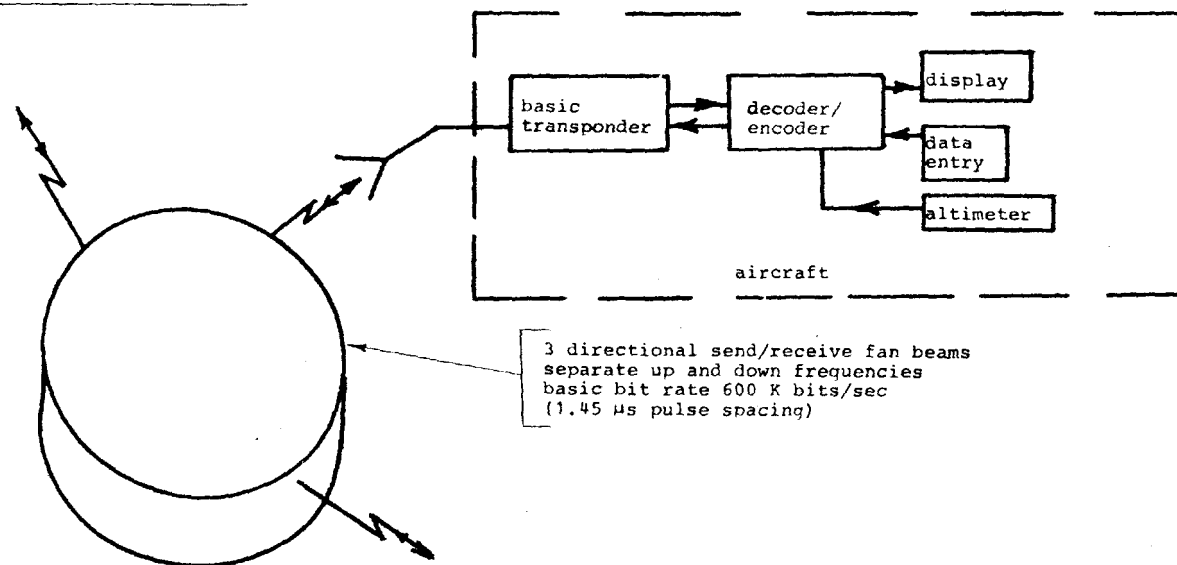 basic
transponder
decoder/
encoder
display
data
entry
altimeter
aircraft
3 directional send/receive fan beams
separate up and down frequencies
basic bit rate 600 K bits/sec
(1.45 µs pulse spacing)